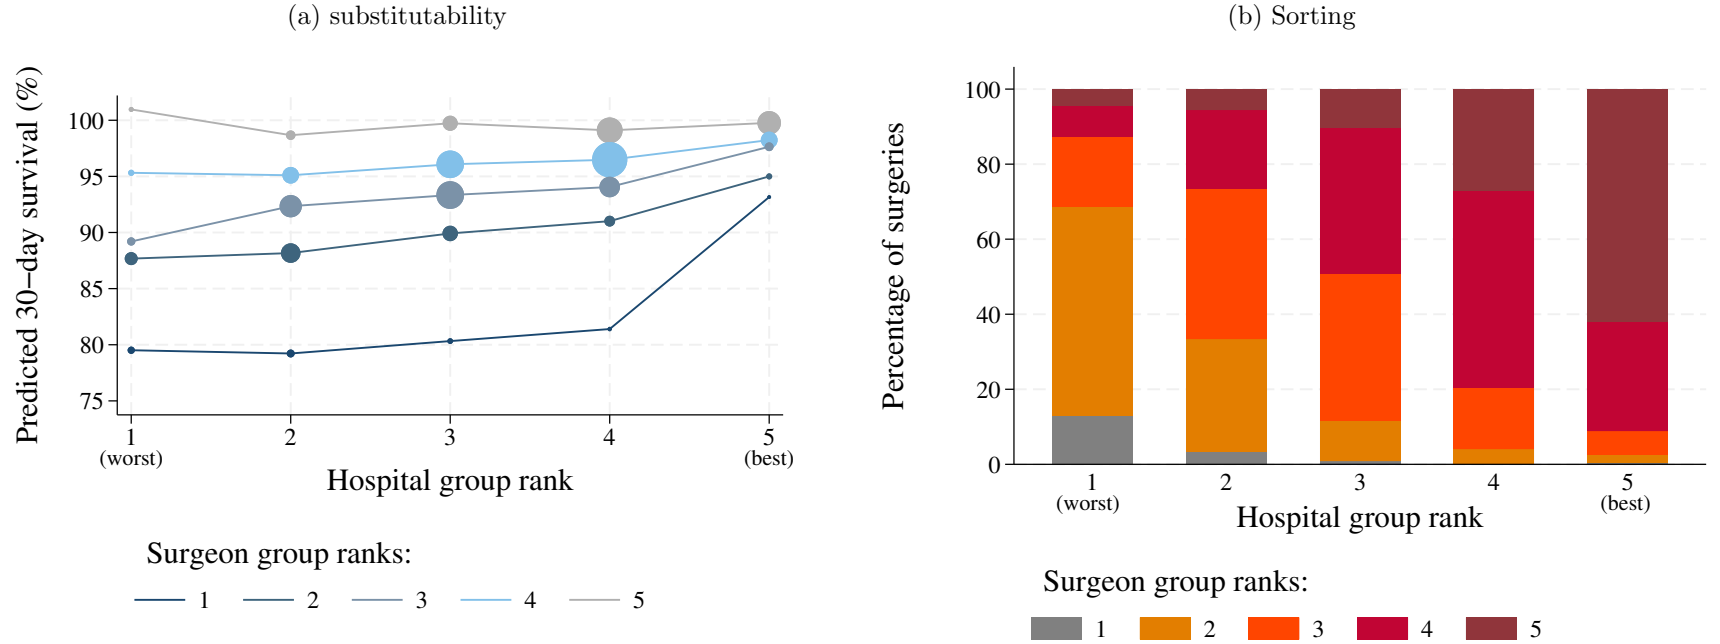 (a) substitutability
Predicted 30−day survival (%)
100
95
90
85
80
75
1
2
3
4
5
(worst)
(best)
Hospital group rank
Surgeon group ranks:
1
2
3
4
5
(b) Sorting
Percentage of surgeries
100
80
60
40
20
0
1
2
3
4
5
(worst)
(best)
Hospital group rank
Surgeon group ranks:
1
2
3
4
5